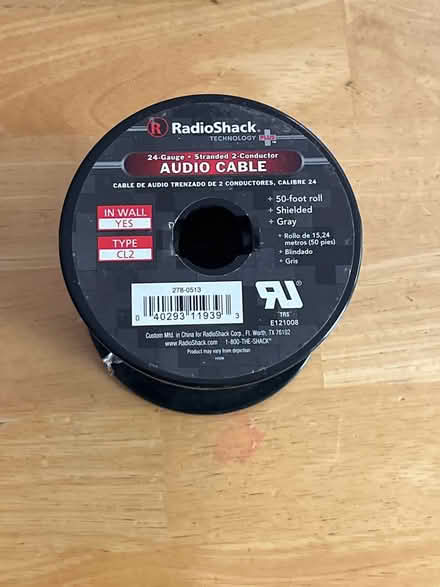 R RadioShack.
TECHNOLOGY PLUS
24-Gauge • Stranded 2-Conductor
AUDIO CABLE
CABLE DE AUDIO TRENZADO DE 2 CONDUCTORES, CALIBRE 24
IN WALL
YES
TYPE
CL2
+ 50-foot roll
+ Shielded
+ Gray
+ Rollo de 15,24
metros (50 pies)
+ Blindado
+ Gris
278-0513
0 40293 11939 3
E121008
Custom Mfd. in China for RadioShack Corp., Ft. Worth, TX 76102
www.RadioShack.com 1-800-THE-SHACK
Product may vary from depiction